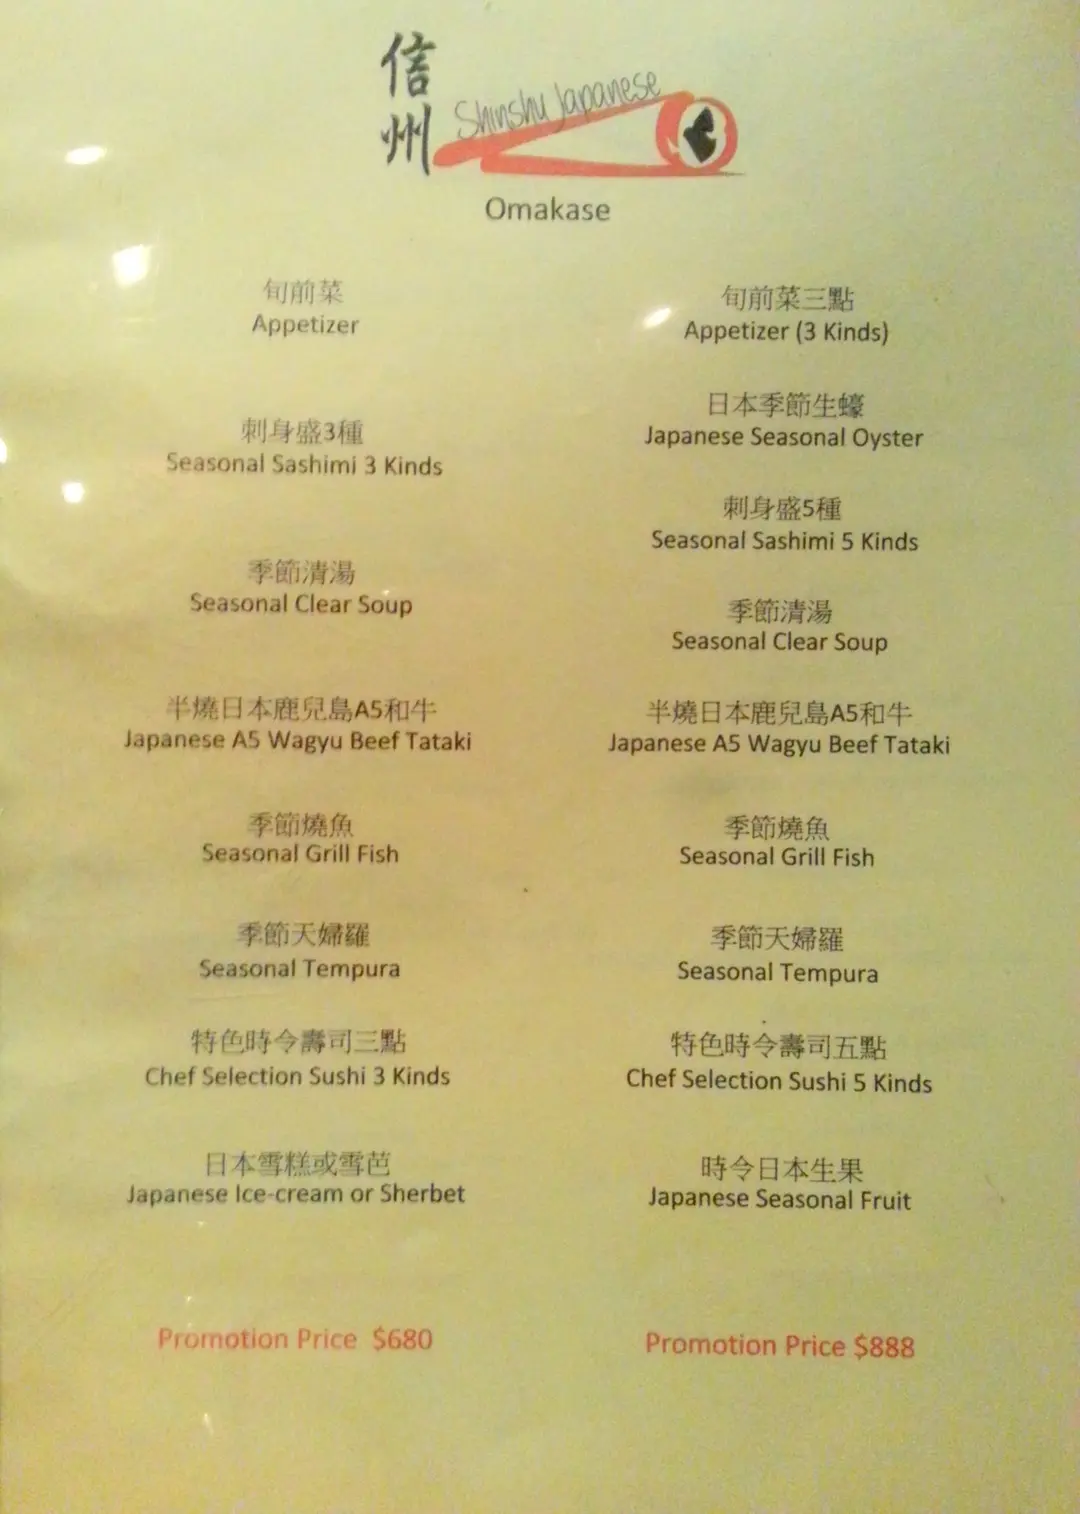 信州
Shinshu Japanese
Omakase
旬前菜
Appetizer
刺身盛3種
Seasonal Sashimi 3 Kinds
季節清湯
Seasonal Clear Soup
半燒日本鹿兒島A5和牛
Japanese A5 Wagyu Beef Tataki
季節燒魚
Seasonal Grill Fish
季節天婦羅
Seasonal Tempura
特色時令壽司三點
Chef Selection Sushi 3 Kinds
日本雪糕或雪芭
Japanese Ice-cream or Sherbet
Promotion Price $680
旬前菜三點
Appetizer (3 Kinds)
日本季節生蠔
Japanese Seasonal Oyster
刺身盛5種
Seasonal Sashimi 5 Kinds
季節清湯
Seasonal Clear Soup
半燒日本鹿兒島A5和牛
Japanese A5 Wagyu Beef Tataki
季節燒魚
Seasonal Grill Fish
季節天婦羅
Seasonal Tempura
特色時令壽司五點
Chef Selection Sushi 5 Kinds
時令日本生果
Japanese Seasonal Fruit
Promotion Price $888